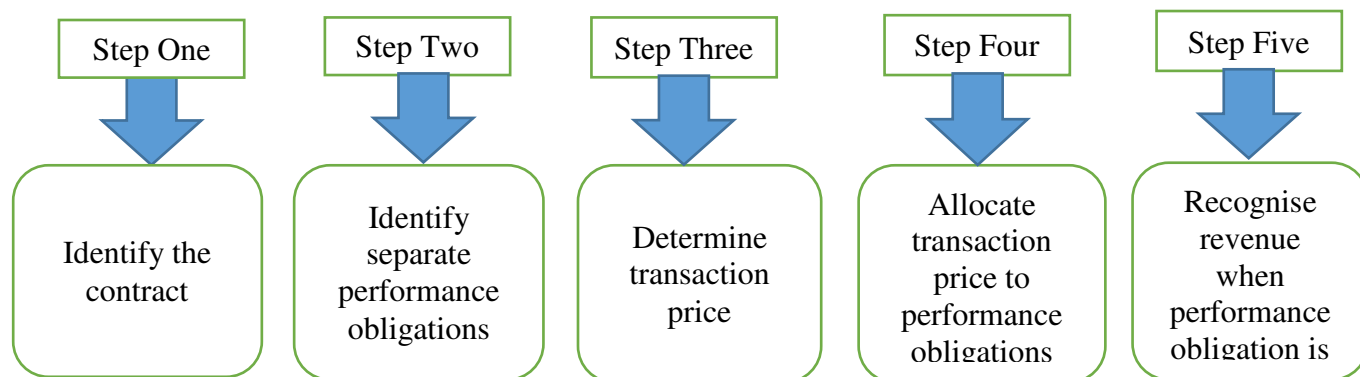 Step One
Step Two
Step Three
Step Four
Step Five
Identify the
contract
Identify
separate
performance
obligations
Determine
transaction
price
Allocate
transaction
price to
performance
obligations
Recognise
revenue
when
performance
obligation is